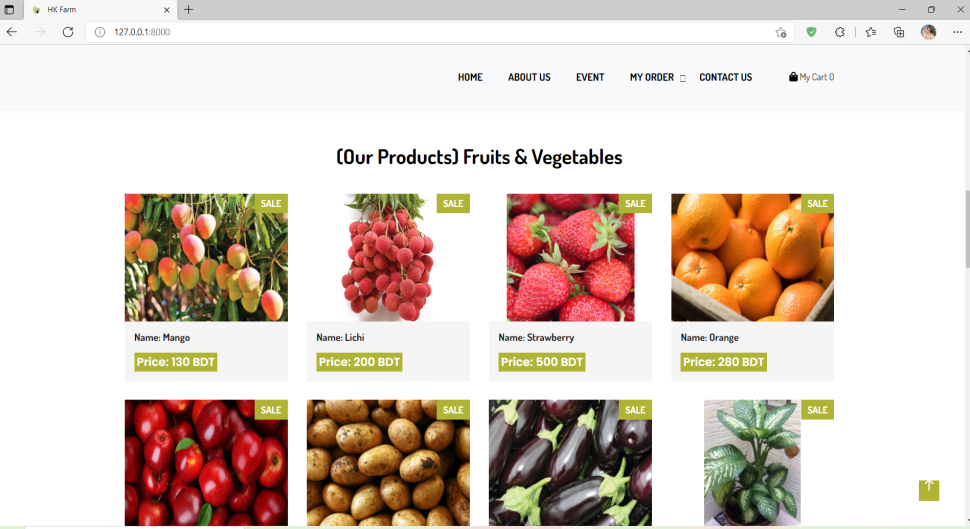 HK Farm
127.0.0.1:8000
HOME ABOUT US EVENT MY ORDER CONTACT US My Cart 0
(Our Products) Fruits & Vegetables
SALE SALE SALE SALE
Name: Mango Name: Lichi Name: Strawberry Name: Orange
Price: 130 BDT Price: 200 BDT Price: 500 BDT Price: 280 BDT
SALE SALE SALE SALE